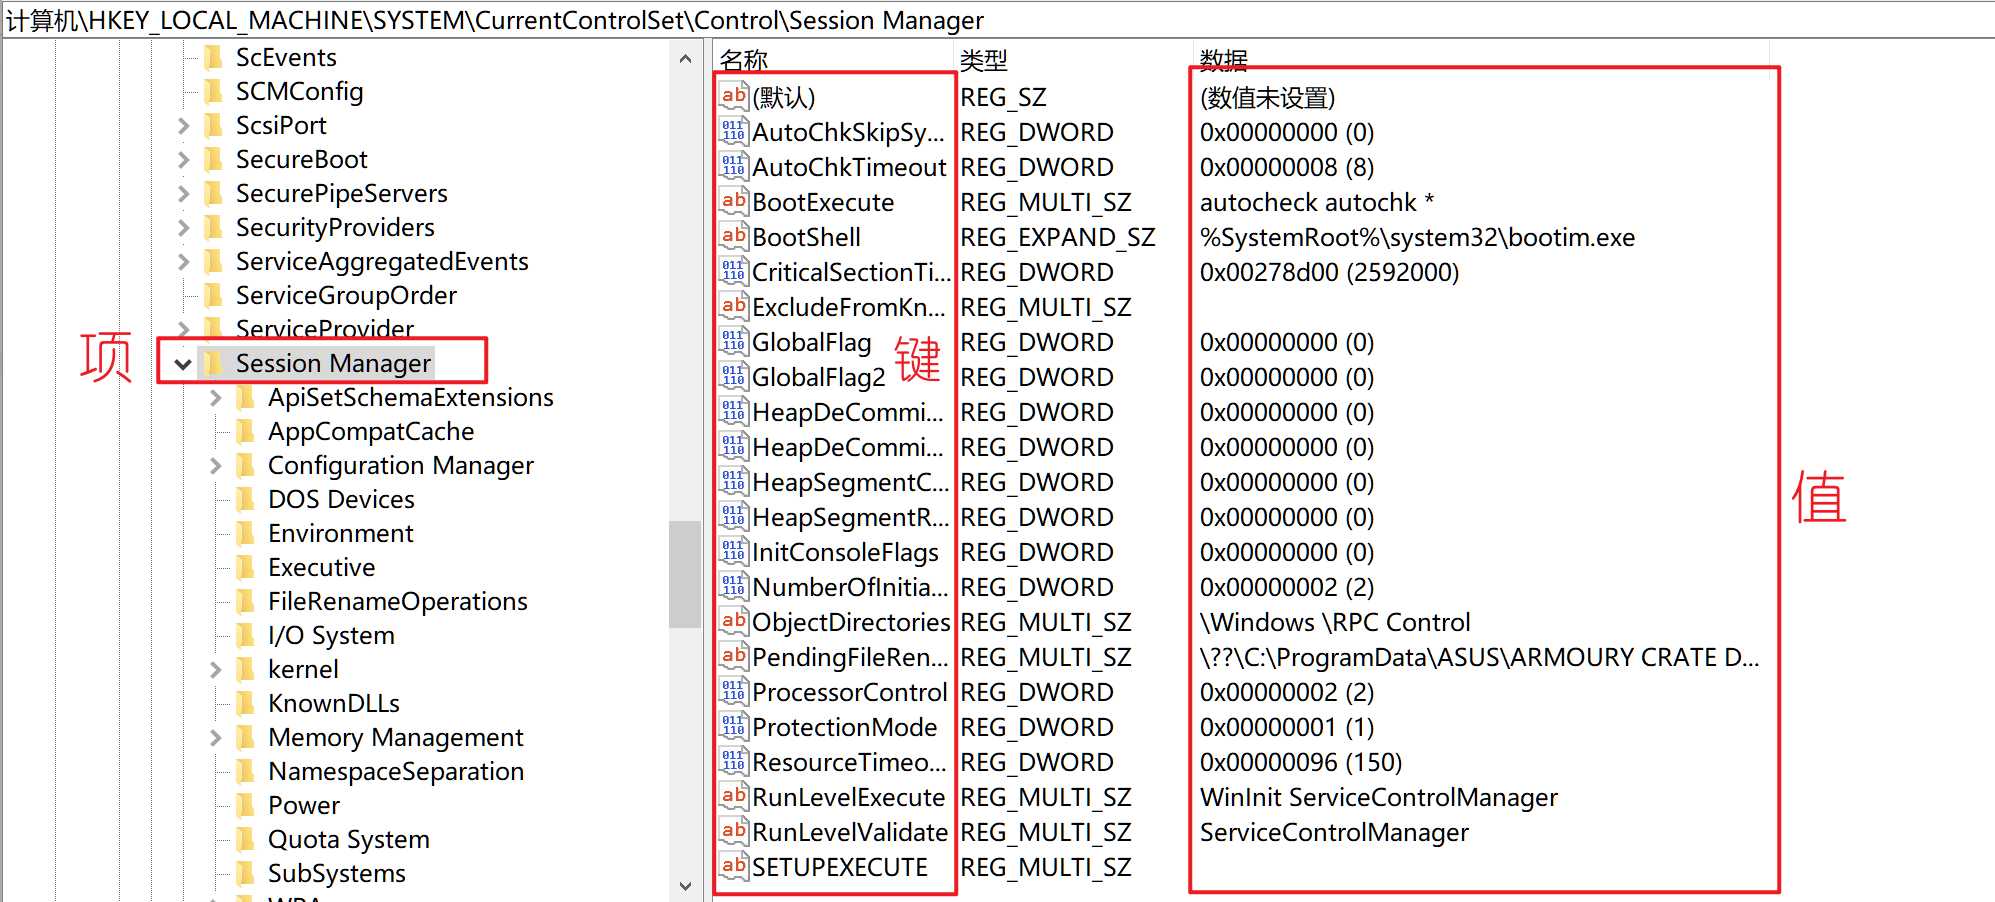 计算机\HKEY_LOCAL_MACHINE\SYSTEM\CurrentControlSet\Control\Session Manager
ScEvents
SCMConfig
ScsiPort
SecureBoot
SecurePipeServers
SecurityProviders
ServiceAggregatedEvents
ServiceGroupOrder
ServiceProvider
项
Session Manager
ApiSetSchemaExtensions
AppCompatCache
Configuration Manager
DOS Devices
Environment
Executive
FileRenameOperations
I/O System
kernel
KnownDLLs
Memory Management
NamespaceSeparation
Power
Quota System
SubSystems
名称 类型 数据
(默认) REG_SZ (数值未设置)
AutoChkSkipSy... REG_DWORD 0x00000000 (0)
AutoChkTimeout REG_DWORD 0x00000008 (8)
BootExecute REG_MULTI_SZ autocheck autochk *
BootShell REG_EXPAND_SZ %SystemRoot%\system32\bootim.exe
CriticalSectionTi... REG_DWORD 0x00278d00 (2592000)
ExcludeFromKn... REG_MULTI_SZ
GlobalFlag REG_DWORD 0x00000000 (0)
键
GlobalFlag2 REG_DWORD 0x00000000 (0)
HeapDeCommi... REG_DWORD 0x00000000 (0)
HeapDeCommi... REG_DWORD 0x00000000 (0)
HeapSegmentC... REG_DWORD 0x00000000 (0)
值
HeapSegmentR... REG_DWORD 0x00000000 (0)
InitConsoleFlags REG_DWORD 0x00000000 (0)
NumberOfInitia... REG_DWORD 0x00000002 (2)
ObjectDirectories REG_MULTI_SZ \Windows \RPC Control
PendingFileRen... REG_MULTI_SZ \??\C:\ProgramData\ASUS\ARMOURY CRATE D...
ProcessorControl REG_DWORD 0x00000002 (2)
ProtectionMode REG_DWORD 0x00000001 (1)
ResourceTimeo... REG_DWORD 0x00000096 (150)
RunLevelExecute REG_MULTI_SZ WinInit ServiceControlManager
RunLevelValidate REG_MULTI_SZ ServiceControlManager
SETUPEXECUTE REG_MULTI_SZ